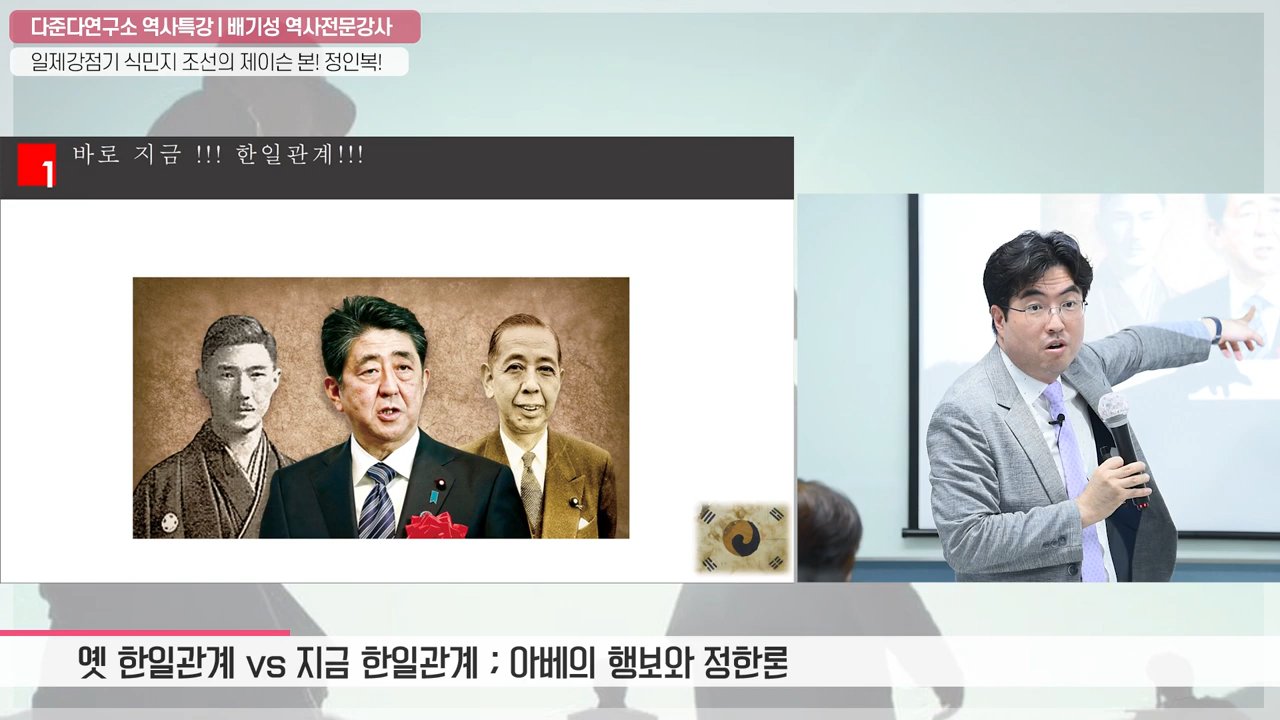 다준다연구소 역사특강 | 배기성 역사전문강사
일제강점기 식민지 조선의 제이슨 본! 정인복!
1
바로 지금 !!! 한일관계!!!
옛 한일관계 vs 지금 한일관계 ; 아베의 행보와 정한론